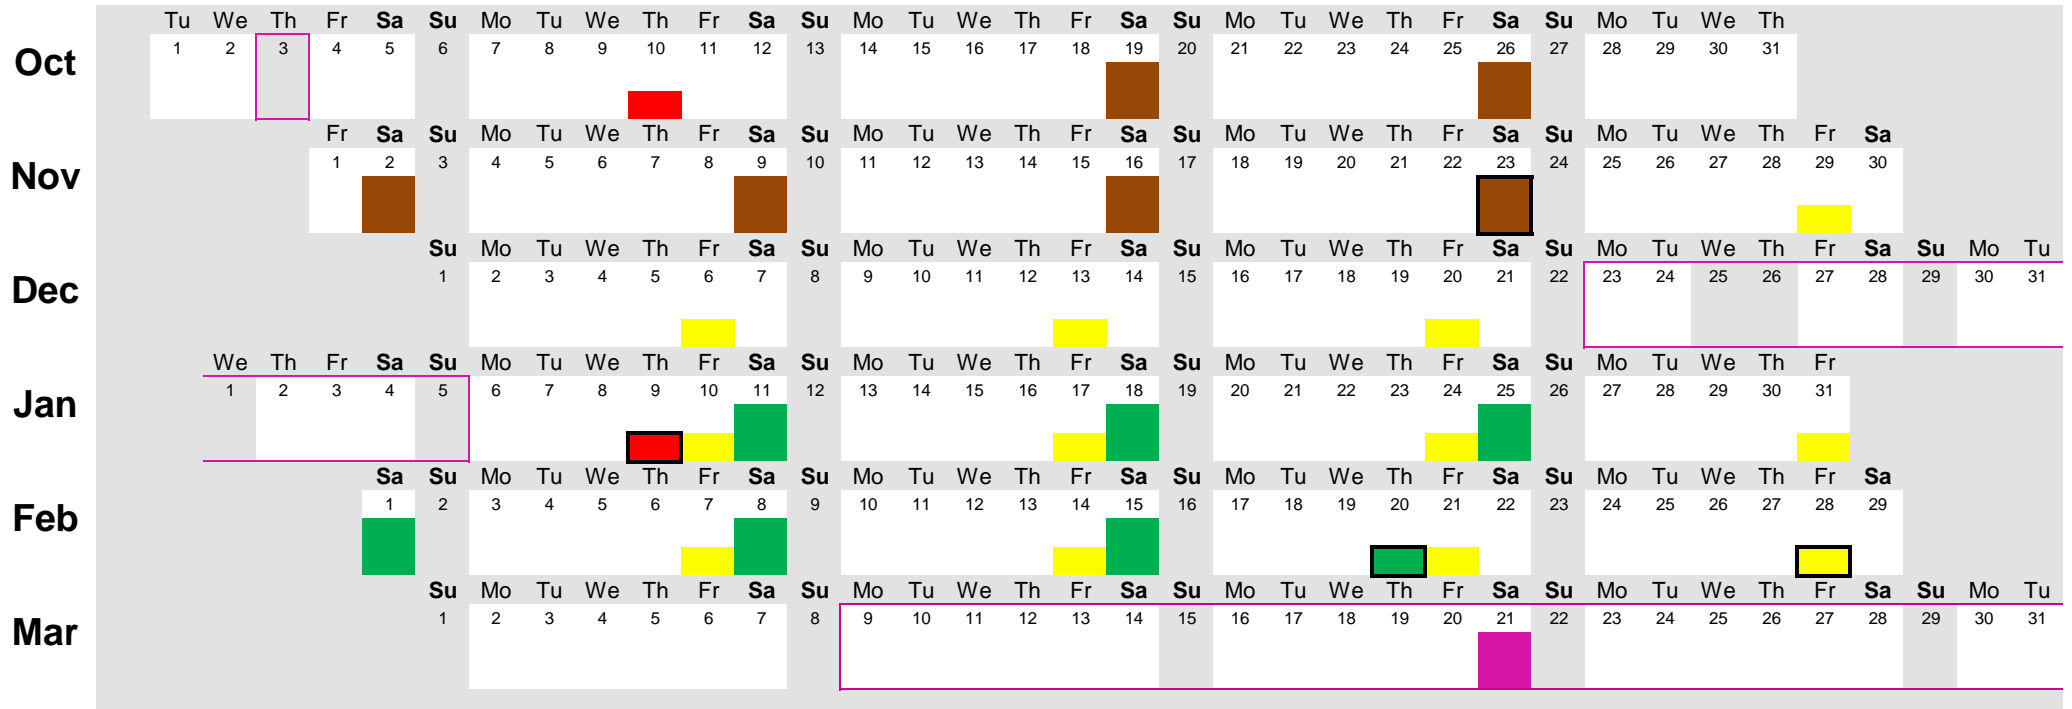 Tu We Th Fr Sa Su Mo Tu We Th Fr Sa Su Mo Tu We Th Fr Sa Su Mo Tu We Th Fr Sa Su Mo Tu We Th
Oct 1 2 3 4 5 6 7 8 9 10 11 12 13 14 15 16 17 18 19 20 21 22 23 24 25 26 27 28 29 30 31
Fr Sa Su Mo Tu We Th Fr Sa Su Mo Tu We Th Fr Sa Su Mo Tu We Th Fr Sa Su Mo Tu We Th Fr Sa
Nov 1 2 3 4 5 6 7 8 9 10 11 12 13 14 15 16 17 18 19 20 21 22 23 24 25 26 27 28 29 30
Su Mo Tu We Th Fr Sa Su Mo Tu We Th Fr Sa Su Mo Tu We Th Fr Sa Su Mo Tu We Th Fr Sa Su Mo Tu
Dec 1 2 3 4 5 6 7 8 9 10 11 12 13 14 15 16 17 18 19 20 21 22 23 24 25 26 27 28 29 30 31
We Th Fr Sa Su Mo Tu We Th Fr Sa Su Mo Tu We Th Fr Sa Su Mo Tu We Th Fr Sa Su Mo Tu We Th Fr
Jan 1 2 3 4 5 6 7 8 9 10 11 12 13 14 15 16 17 18 19 20 21 22 23 24 25 26 27 28 29 30 31
Sa Su Mo Tu We Th Fr Sa Su Mo Tu We Th Fr Sa Su Mo Tu We Th Fr Sa Su Mo Tu We Th Fr Sa
Feb 1 2 3 4 5 6 7 8 9 10 11 12 13 14 15 16 17 18 19 20 21 22 23 24 25 26 27 28 29
Su Mo Tu We Th Fr Sa Su Mo Tu We Th Fr Sa Su Mo Tu We Th Fr Sa Su Mo Tu We Th Fr Sa Su Mo Tu
Mar 1 2 3 4 5 6 7 8 9 10 11 12 13 14 15 16 17 18 19 20 21 22 23 24 25 26 27 28 29 30 31